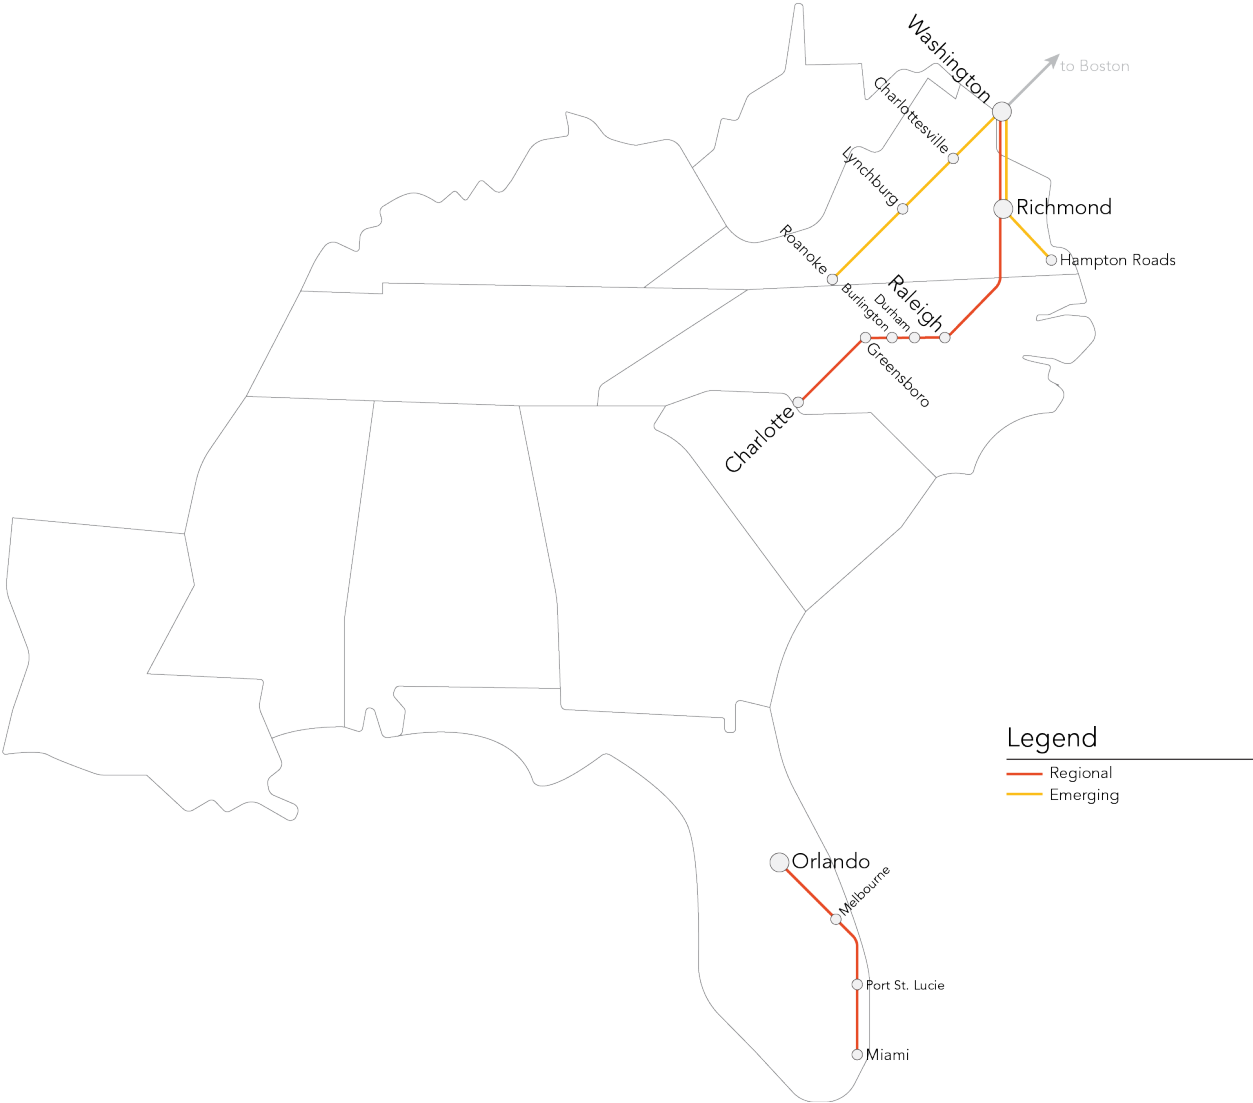 Washington
to Boston
Charlottesville
Lynchburg
Richmond
Roanoke
Hampton Roads
Burlington
Durham
Raleigh
Greensboro
Charlotte
Legend
Regional
Emerging
Orlando
Melbourne
Port St. Lucie
Miami